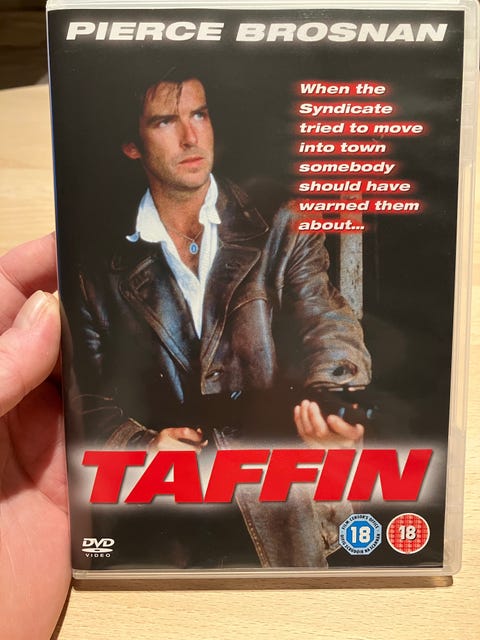 PIERCE BROSNAN
When the
Syndicate
tried to move
into town
somebody
should have
warned them
about...
TAFFIN
DVD
VIDEO
18
18